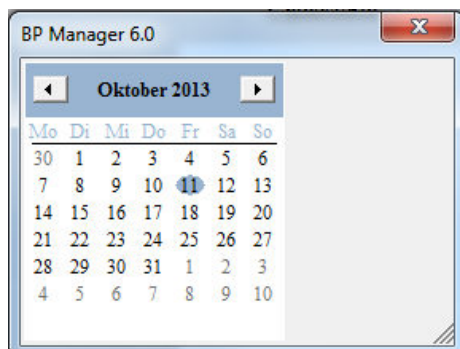 BP Manager 6.0
Oktober 2013
Mo Di Mi Do Fr Sa So
30 1 2 3 4 5 6
7 8 9 10 11 12 13
14 15 16 17 18 19 20
21 22 23 24 25 26 27
28 29 30 31 1 2 3
4 5 6 7 8 9 10